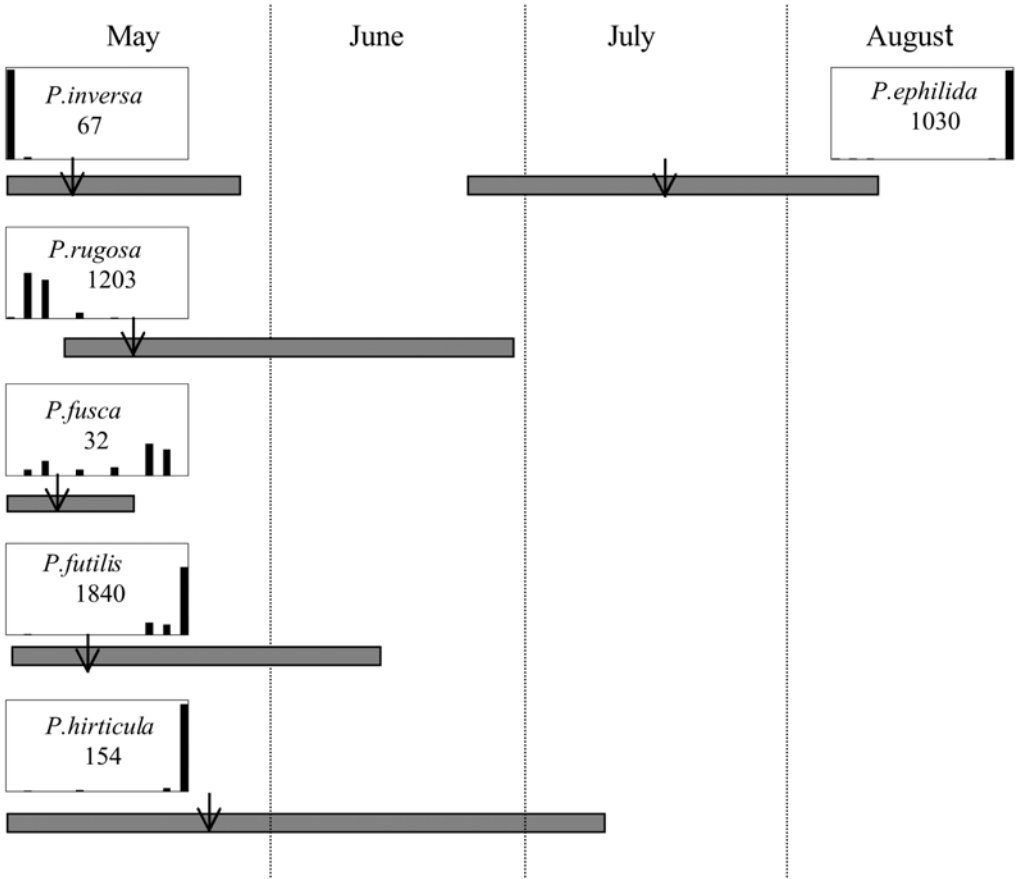 May June July August
P.inversa
67
P.ephilida
1030
P.rugosa
1203
P.fusca
32
P.futilis
1840
P.hirticula
154